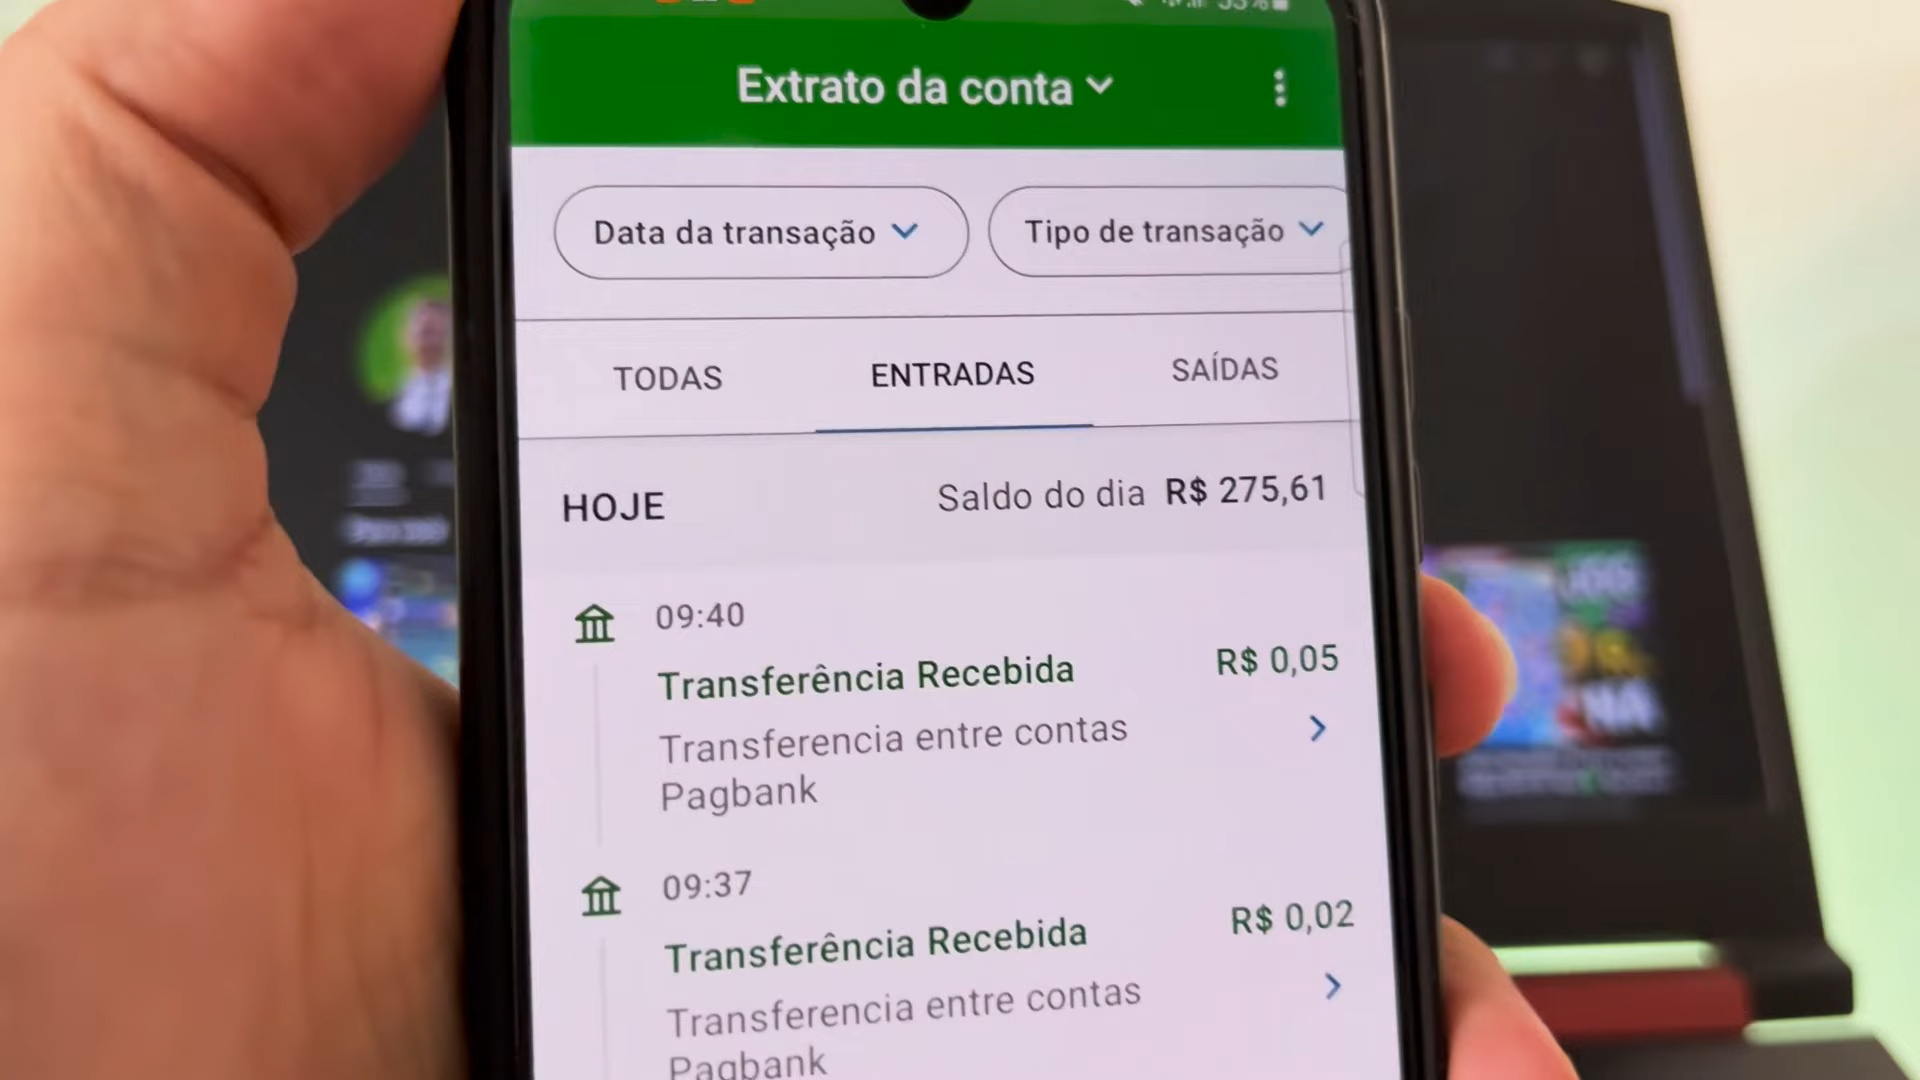 Extrato da conta
Data da transação
Tipo de transação
TODAS
ENTRADAS
SAÍDAS
HOJE
Saldo do dia R$ 275,61
09:40
Transferência Recebida
R$ 0,05
Transferencia entre contas
Pagbank
09:37
Transferência Recebida
R$ 0,02
Transferencia entre contas
Pagbank